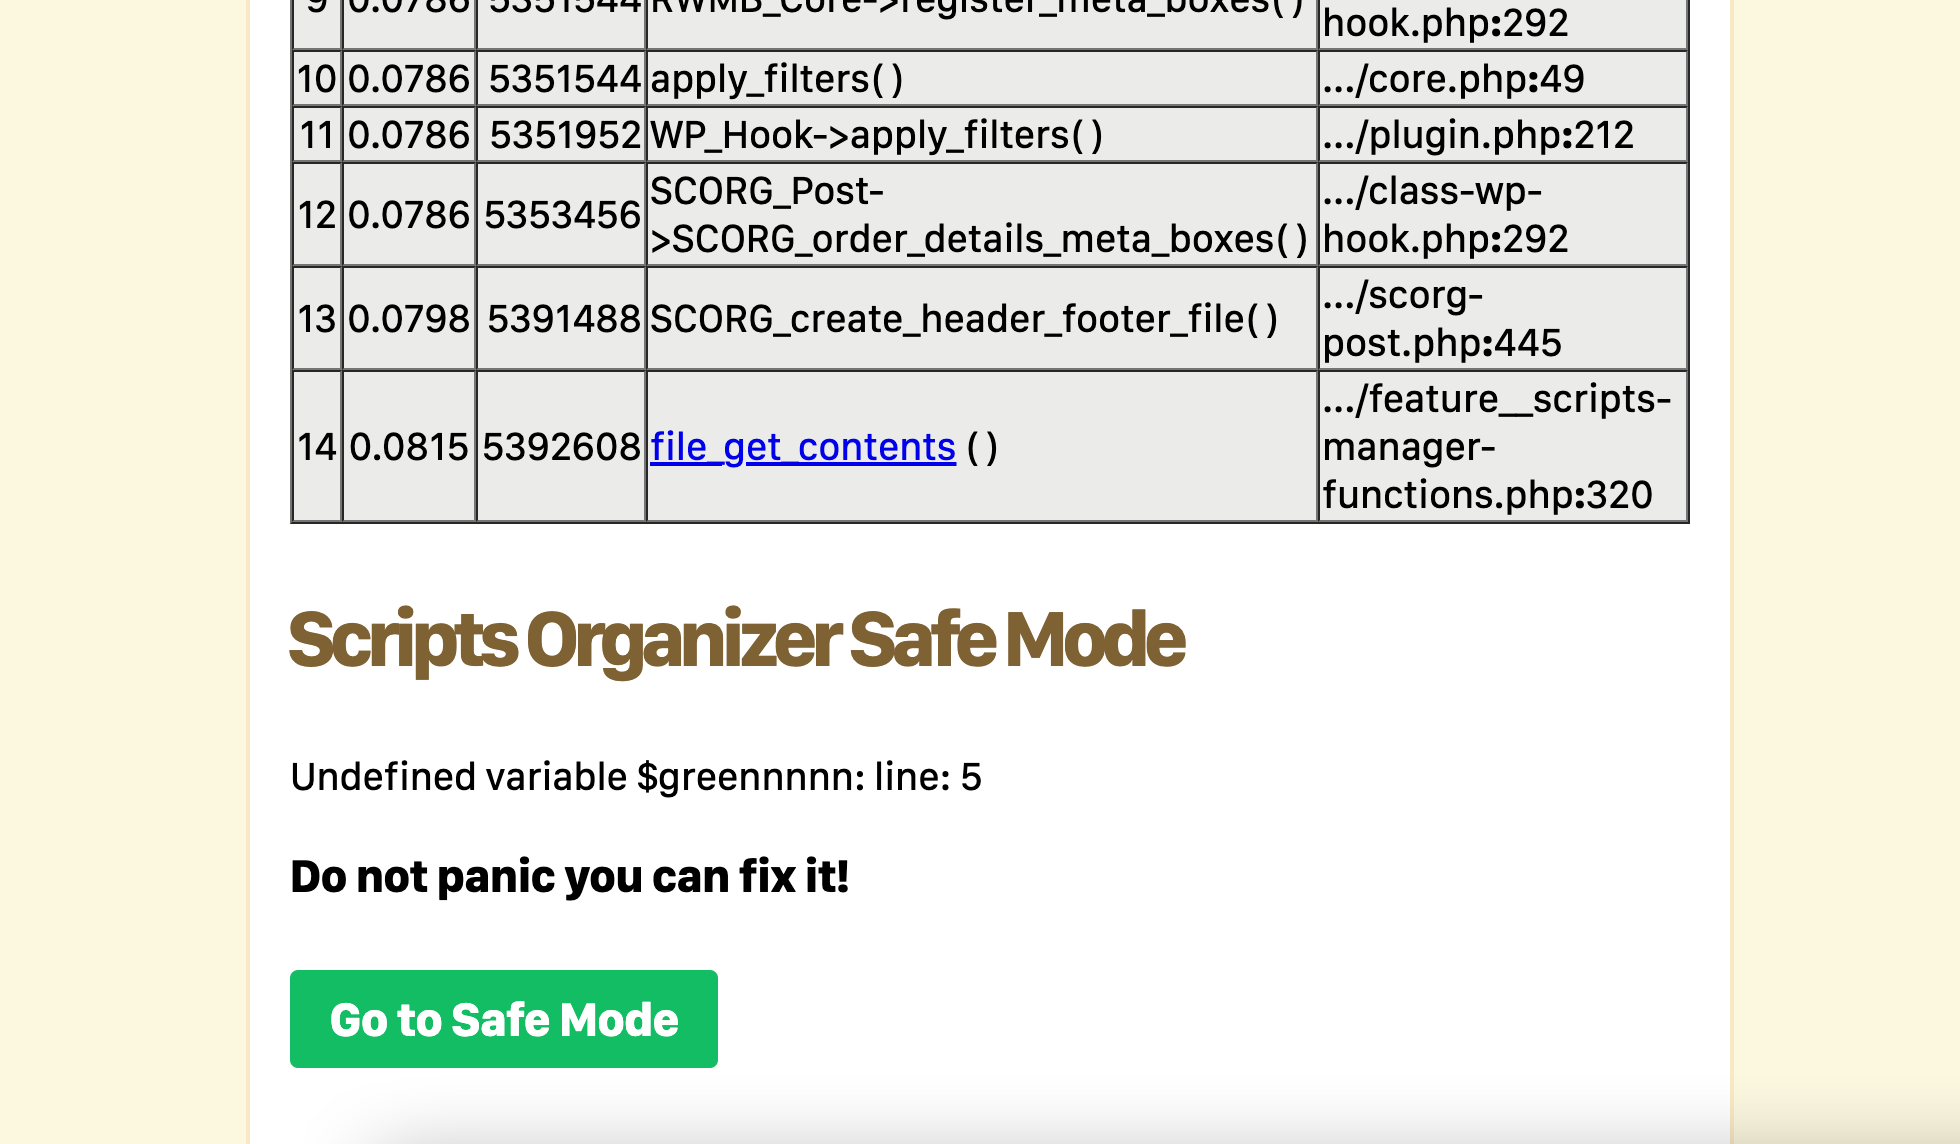 9 0.0786 5351544 RWMB_Core->register_meta_boxes( ) hook.php:292
10 0.0786 5351544 apply_filters( ) .../core.php:49
11 0.0786 5351952 WP_Hook->apply_filters( ) .../plugin.php:212
12 0.0786 5353456 SCORG_Post- .../class-wp-
>SCORG_order_details_meta_boxes( ) hook.php:292
13 0.0798 5391488 SCORG_create_header_footer_file( ) .../scorg-
post.php:445
14 0.0815 5392608 file_get_contents ( ) .../feature__scripts-
manager-
functions.php:320
Scripts Organizer Safe Mode
Undefined variable $greennnnn: line: 5
Do not panic you can fix it!
Go to Safe Mode